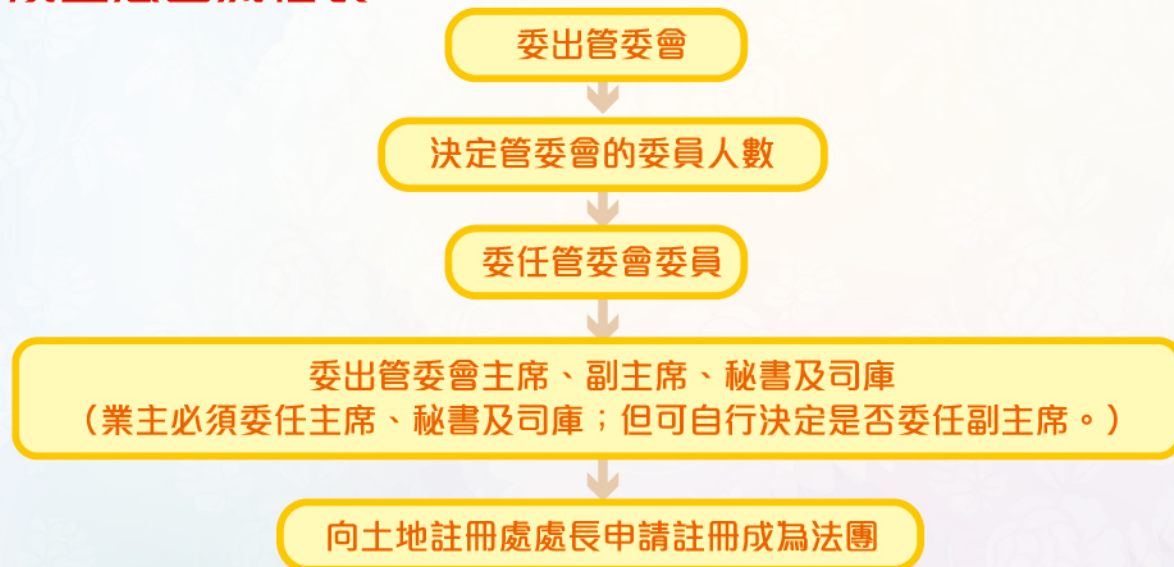 委出管委會
決定管委會的委員人數
委任管委會委員
委出管委會主席、副主席、秘書及司庫
（業主必須委任主席、秘書及司庫；但可自行決定是否委任副主席。）
向土地註冊處處長申請註冊成為法團